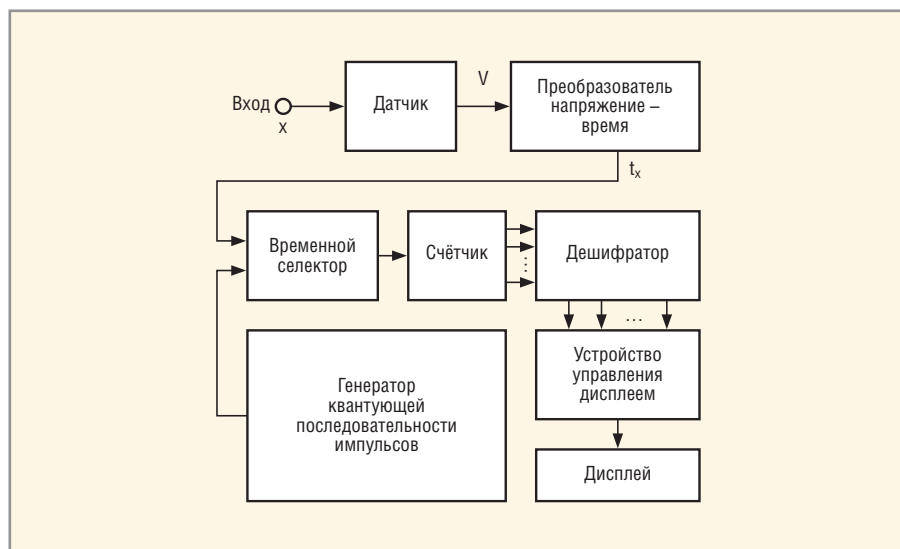 Вход
x
Датчик
V
Преобразователь
напряжение –
время
tₓ
Временной
селектор
Счётчик
...
Дешифратор
...
Генератор
квантующей
последовательности
импульсов
Устройство
управления
дисплеем
Дисплей